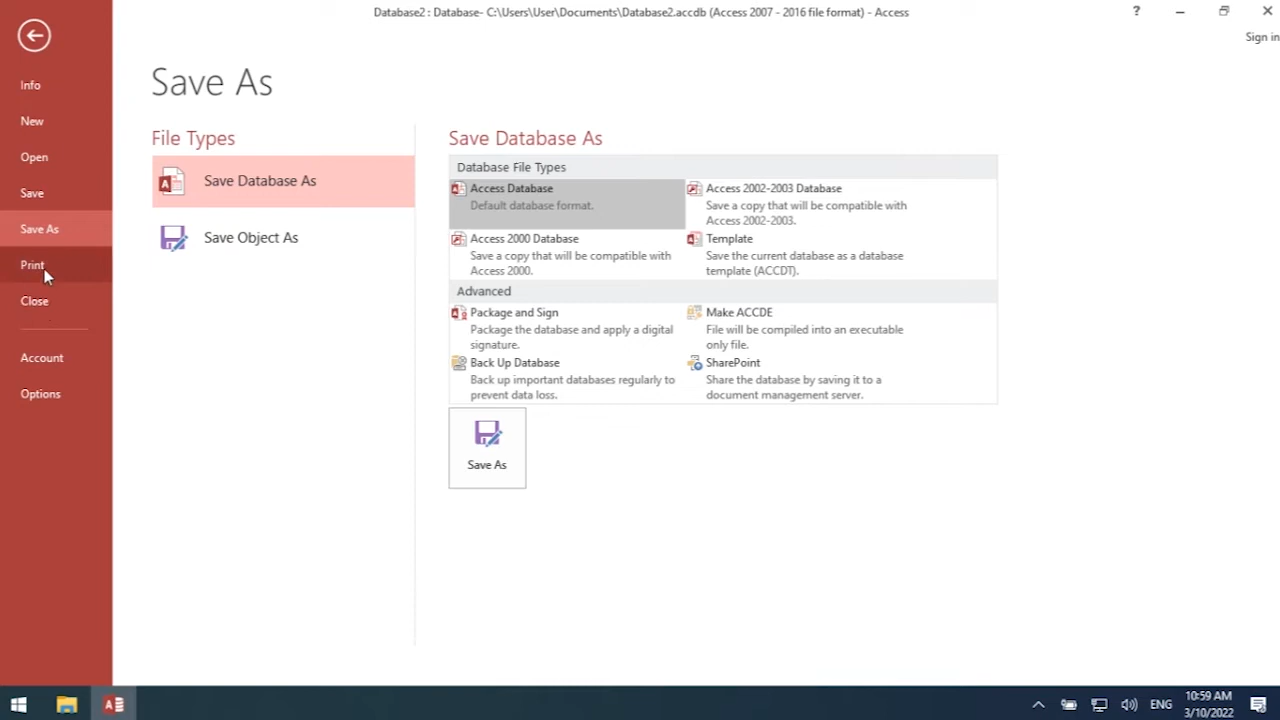 Database2 : Database- C:\Users\User\Documents\Database2.accdb (Access 2007 - 2016 file format) - Access
?
Sign in
Info
New
Open
Save
Save As
Print
Close
Account
Options
Save As
File Types
Save Database As
Save Object As
Save Database As
Database File Types
Access Database
Default database format.
Access 2002-2003 Database
Save a copy that will be compatible with
Access 2002-2003.
Access 2000 Database
Save a copy that will be compatible with
Access 2000.
Template
Save the current database as a database
template (ACCDT).
Advanced
Package and Sign
Package the database and apply a digital
signature.
Make ACCDE
File will be compiled into an executable
only file.
Back Up Database
Back up important databases regularly to
prevent data loss.
SharePoint
Share the database by saving it to a
document management server.
Save As
ENG
10:59 AM
3/10/2022